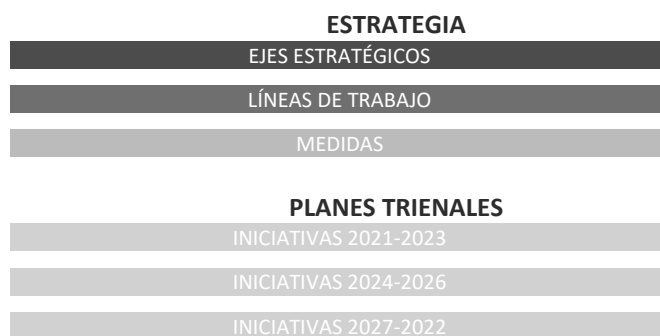 ESTRATEGIA
EJES ESTRATÉGICOS
LÍNEAS DE TRABAJO
MEDIDAS
PLANES TRIENALES
INICIATIVAS 2021-2023
INICIATIVAS 2024-2026
INICIATIVAS 2027-2022